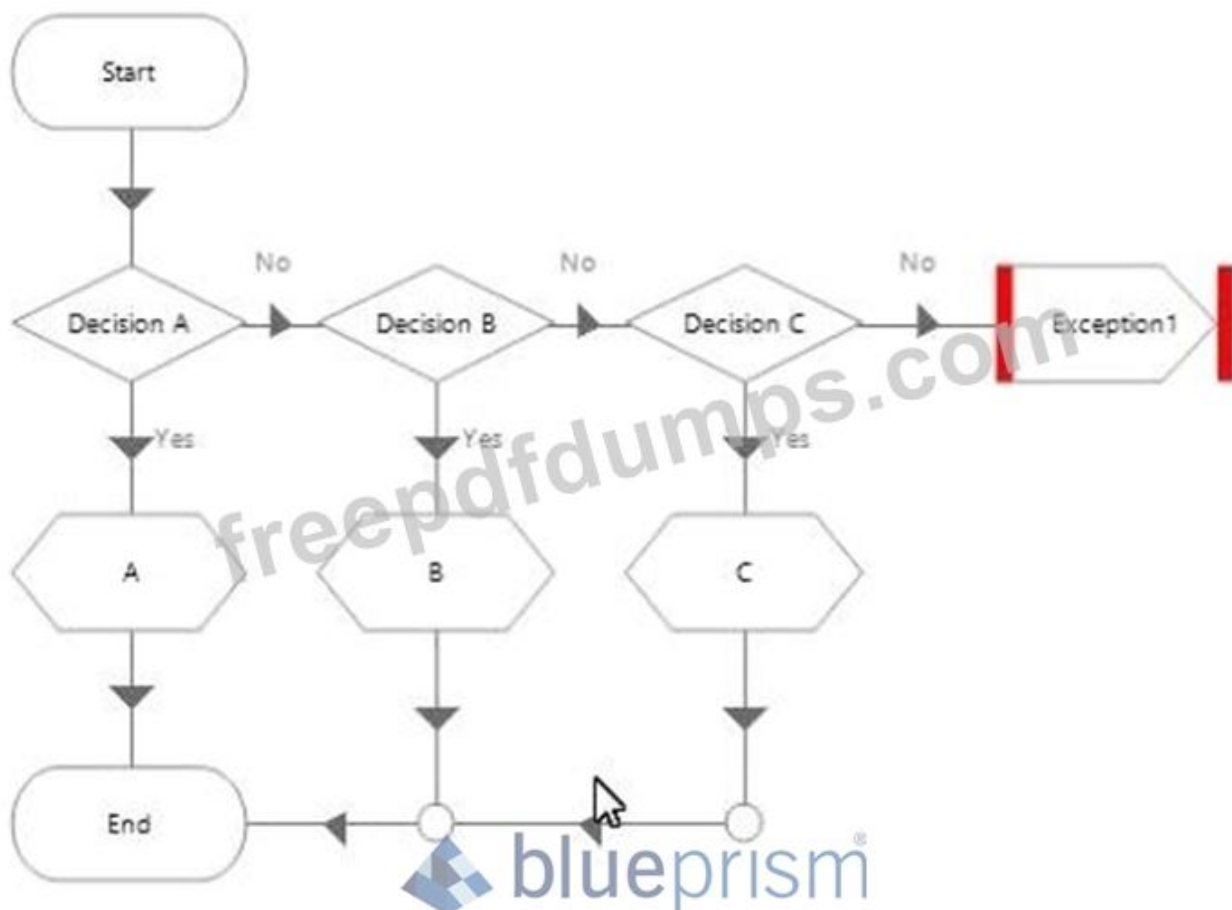 Start
No
No
No
Decision A
Decision B
Decision C
Exception1
Yes
Yes
Yes
freepdfdumps.com
A
B
C
End
blueprism®